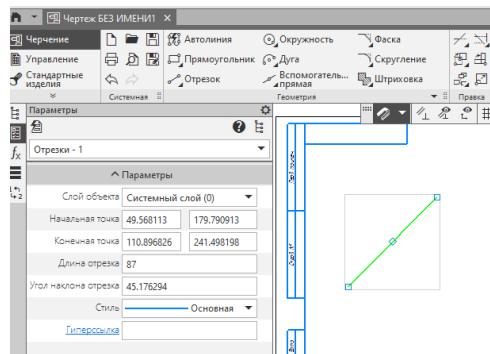 Чертеж БЕЗ ИМЕНИ1
Черчение
Управление
Стандартные изделия
Системная
Автолиния
Прямоугольник
Отрезок
Окружность
Дуга
Вспомогатель... прямая
Фаска
Скругление
Штриховка
Геометрия
Правка
Параметры
Отрезки - 1
Параметры
Слой объекта Системный слой (0)
Начальная точка 49.568113 179.790913
Конечная точка 110.896826 241.498198
Длина отрезка 87
Угол наклона отрезка 45.176294
Стиль Основная
Гиперссылка